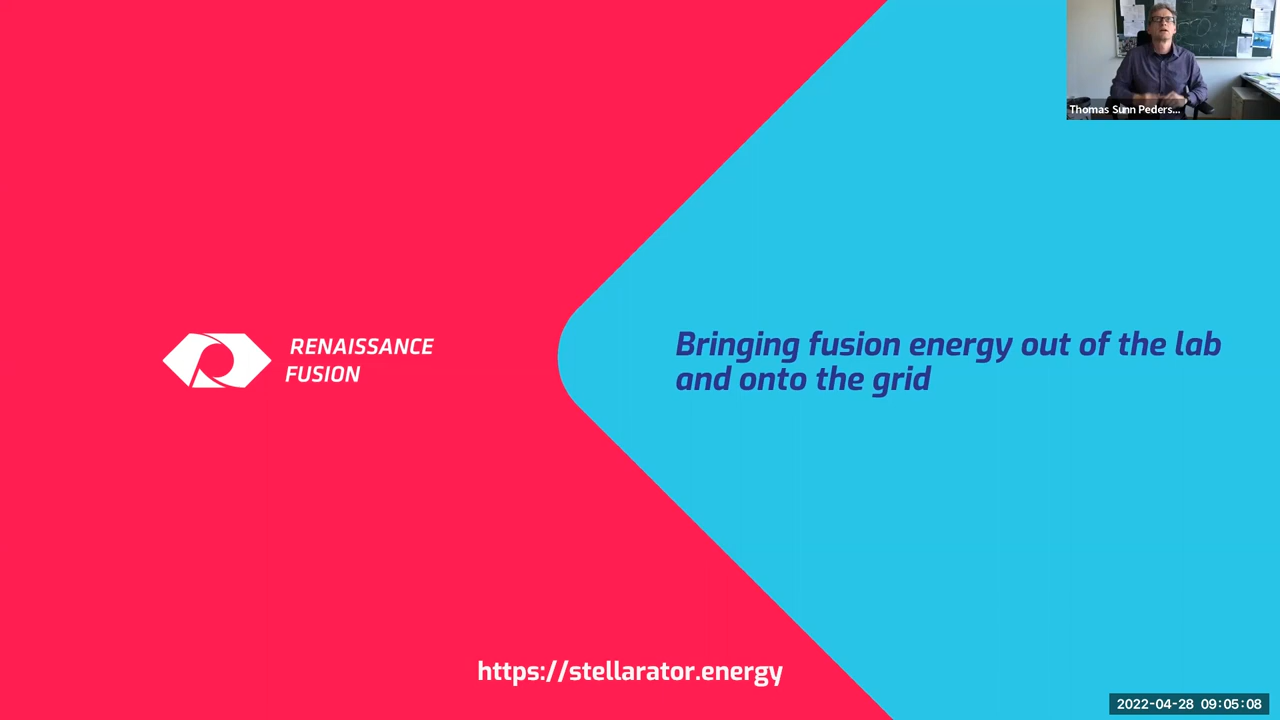 Thomas Sunn Peders...
RENAISSANCE
FUSION
Bringing fusion energy out of the lab
and onto the grid
https://stellarator.energy
2022-04-28 09:05:08